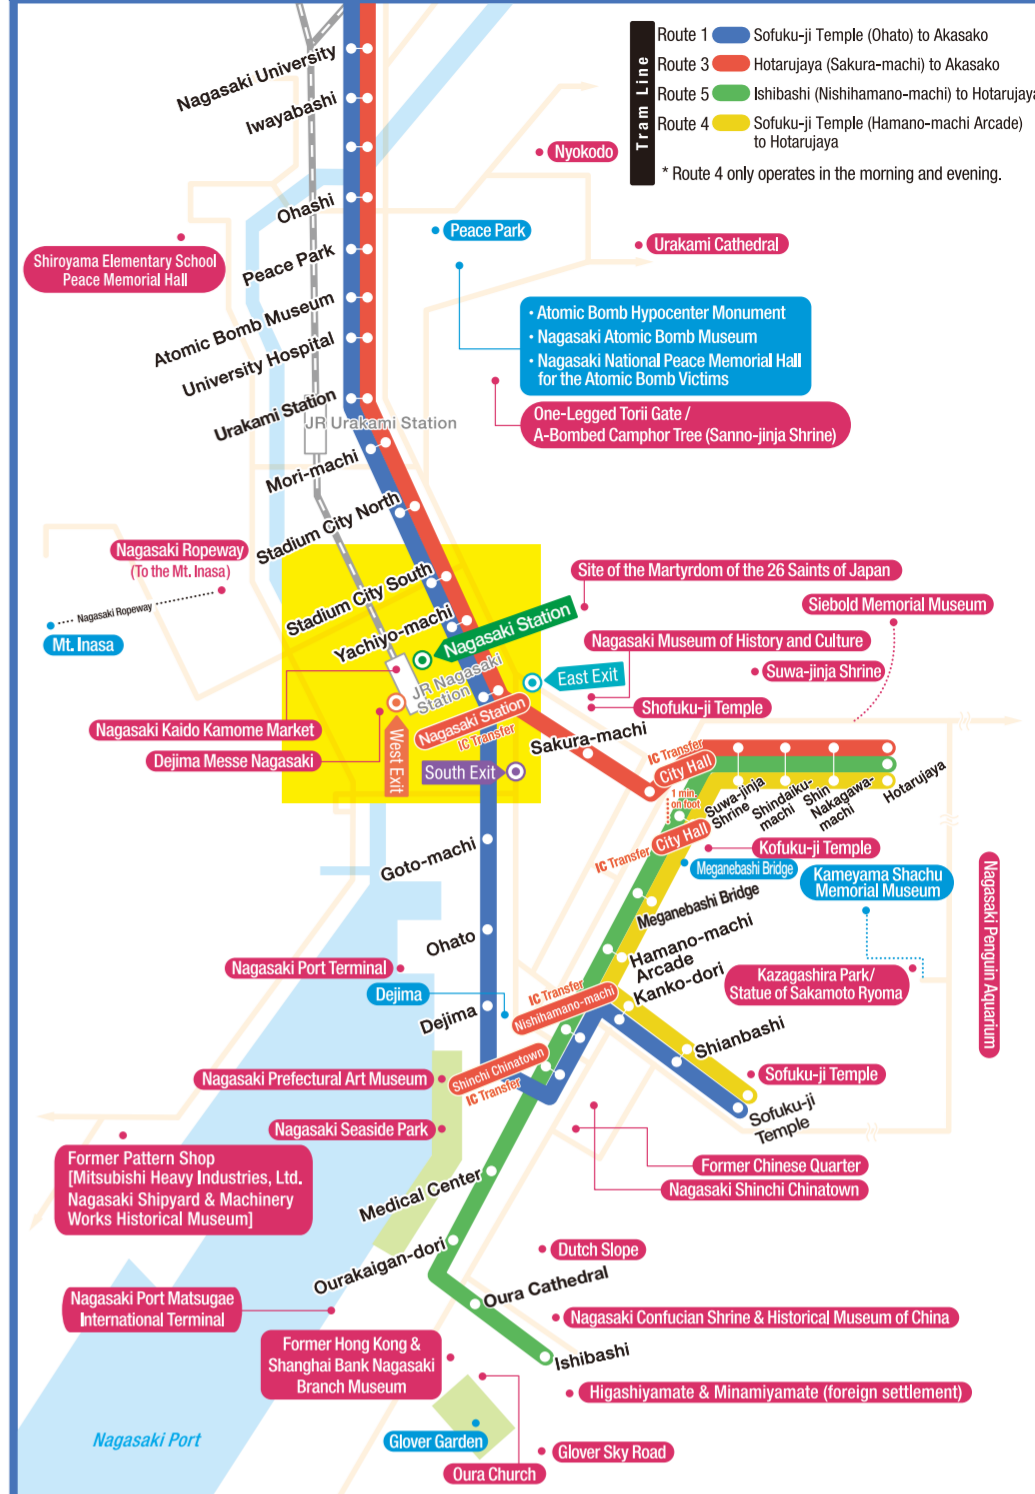 Tram Line
Route 1 Sofuku-ji Temple (Ohato) to Akasako
Route 3 Hotarujaya (Sakura-machi) to Akasako
Route 5 Ishibashi (Nishihamano-machi) to Hotarujaya
Route 4 Sofuku-ji Temple (Hamano-machi Arcade)
to Hotarujaya
* Route 4 only operates in the morning and evening.
Nagasaki University
Iwayabashi
Nyokodo
Ohashi
Peace Park
Urakami Cathedral
Shiroyama Elementary School
Peace Memorial Hall
Peace Park
Atomic Bomb Museum
・Atomic Bomb Hypocenter Monument
・Nagasaki Atomic Bomb Museum
・Nagasaki National Peace Memorial Hall
for the Atomic Bomb Victims
University Hospital
Urakami Station
JR Urakami Station
One-Legged Torii Gate /
A-Bombed Camphor Tree (Sanno-jinja Shrine)
Mori-machi
Stadium City North
Nagasaki Ropeway
(To the Mt. Inasa)
Nagasaki Ropeway
Mt. Inasa
Stadium City South
Site of the Martyrdom of the 26 Saints of Japan
Siebold Memorial Museum
Yachiyo-machi
Nagasaki Station
Nagasaki Museum of History and Culture
Suwa-jinja Shrine
JR Nagasaki
Station
East Exit
Shofuku-ji Temple
Nagasaki Kaido Kamome Market
Nagasaki Station
IC Transfer
Dejima Messe Nagasaki
West Exit
South Exit
Sakura-machi
IC Transfer
City Hall
1 min.
on foot
IC Transfer
City Hall
Suwa-jinja
Shrine
Shindaiku-
machi
Shin
Nakagawa-
machi
Hotarujaya
Kofuku-ji Temple
Meganebashi Bridge
Kameyama Shachu
Memorial Museum
Goto-machi
Meganebashi Bridge
Nagasaki Penguin Aquarium
Ohato
Hamano-machi
Arcade
Nagasaki Port Terminal
Kanko-dori
Kazagashira Park/
Statue of Sakamoto Ryoma
Dejima
IC Transfer
Nishihamano-machi
Dejima
Shianbashi
Shinchi Chinatown
IC Transfer
Nagasaki Prefectural Art Museum
Sofuku-ji Temple
Sofuku-ji
Temple
Nagasaki Seaside Park
Former Pattern Shop
[Mitsubishi Heavy Industries, Ltd.
Nagasaki Shipyard & Machinery
Works Historical Museum]
Former Chinese Quarter
Nagasaki Shinchi Chinatown
Medical Center
Ourakaigan-dori
Dutch Slope
Oura Cathedral
Nagasaki Port Matsugae
International Terminal
Nagasaki Confucian Shrine & Historical Museum of China
Former Hong Kong &
Shanghai Bank Nagasaki
Branch Museum
Ishibashi
Higashiyamate & Minamiyamate (foreign settlement)
Nagasaki Port
Glover Garden
Glover Sky Road
Oura Church